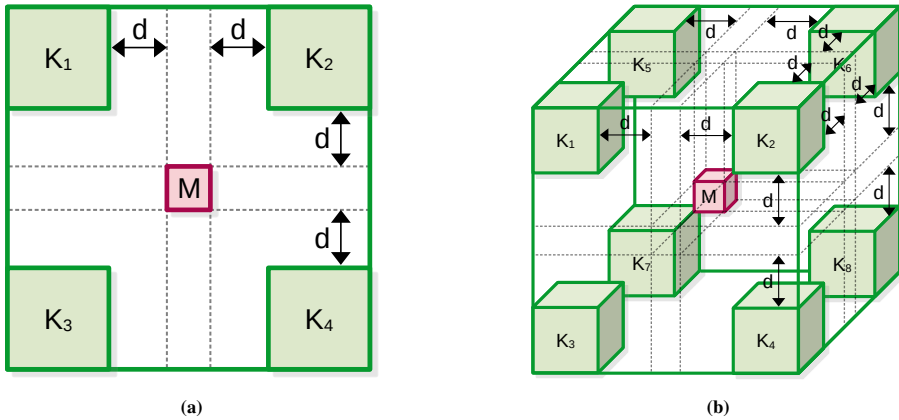 d d
K₁ K₂
d
M
d
K₃ K₄
(a)
d d
d
K₅ K₆
d
d d
K₁ d d K₂ d
M d d
K₇ K₈
d
K₃ K₄
(b)